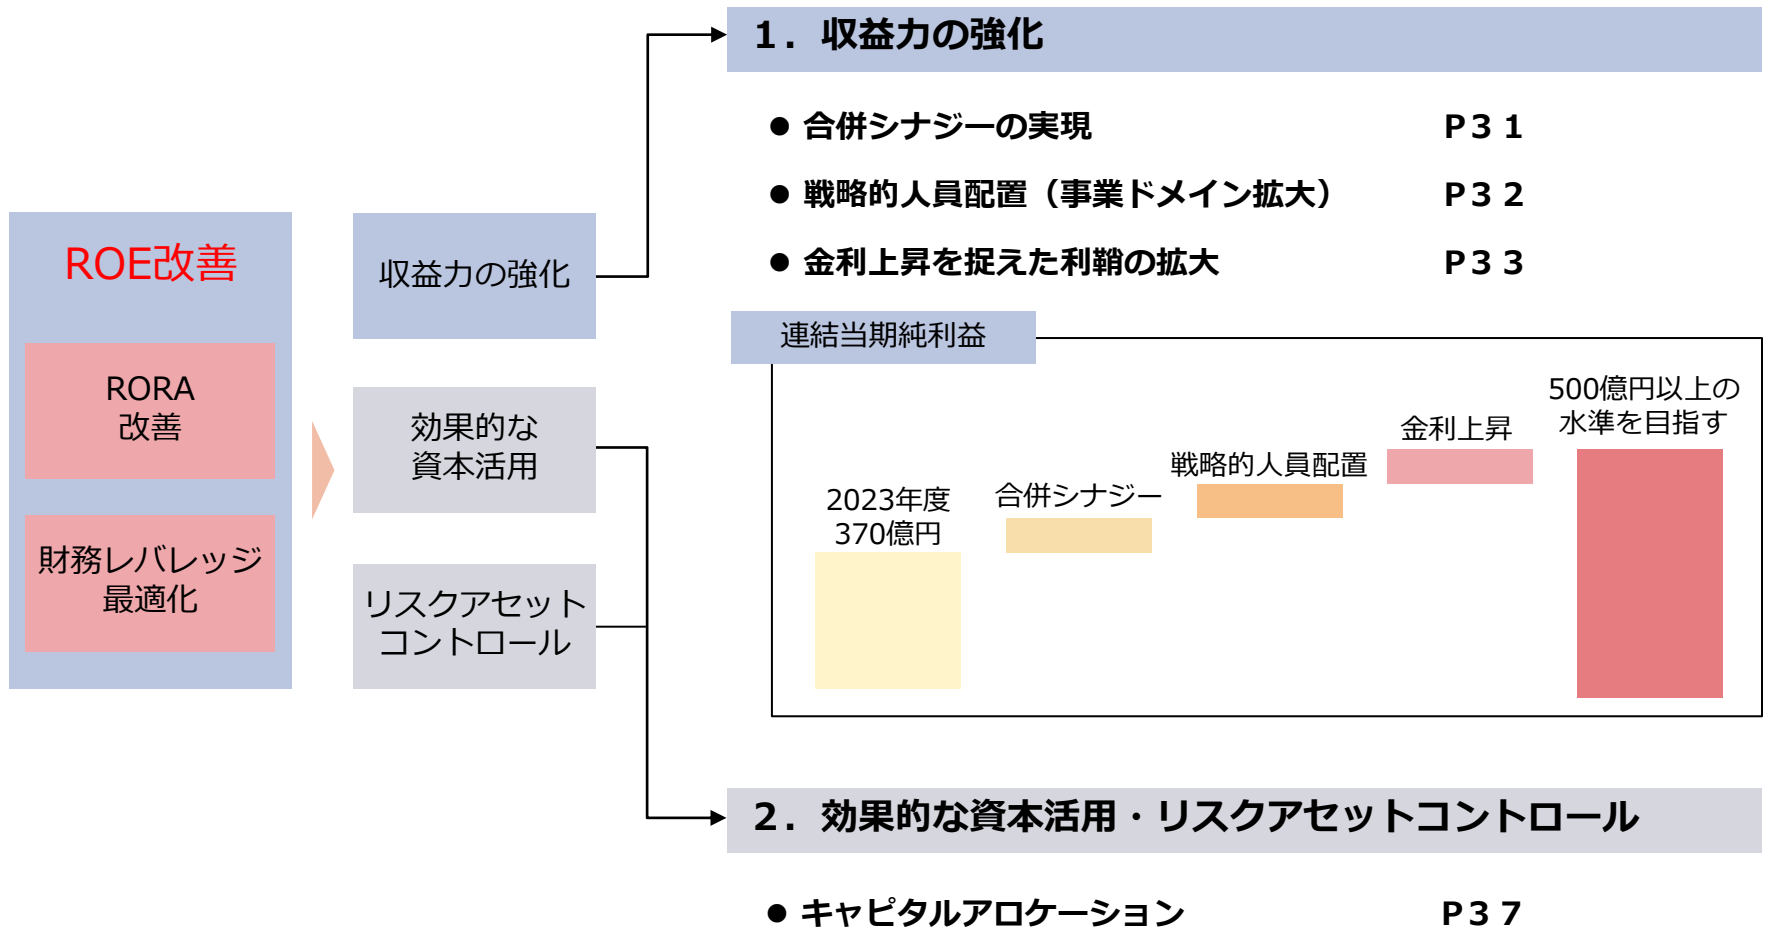 ROE改善
RORA
改善
財務レバレッジ
最適化
収益力の強化
効果的な
資本活用
リスクアセット
コントロール
１．収益力の強化
● 合併シナジーの実現 Ｐ３１
● 戦略的人員配置（事業ドメイン拡大） Ｐ３２
● 金利上昇を捉えた利鞘の拡大 Ｐ３３
連結当期純利益
2023年度
370億円
合併シナジー
戦略的人員配置
金利上昇
500億円以上の
水準を目指す
２．効果的な資本活用・リスクアセットコントロール
● キャピタルアロケーション Ｐ３７